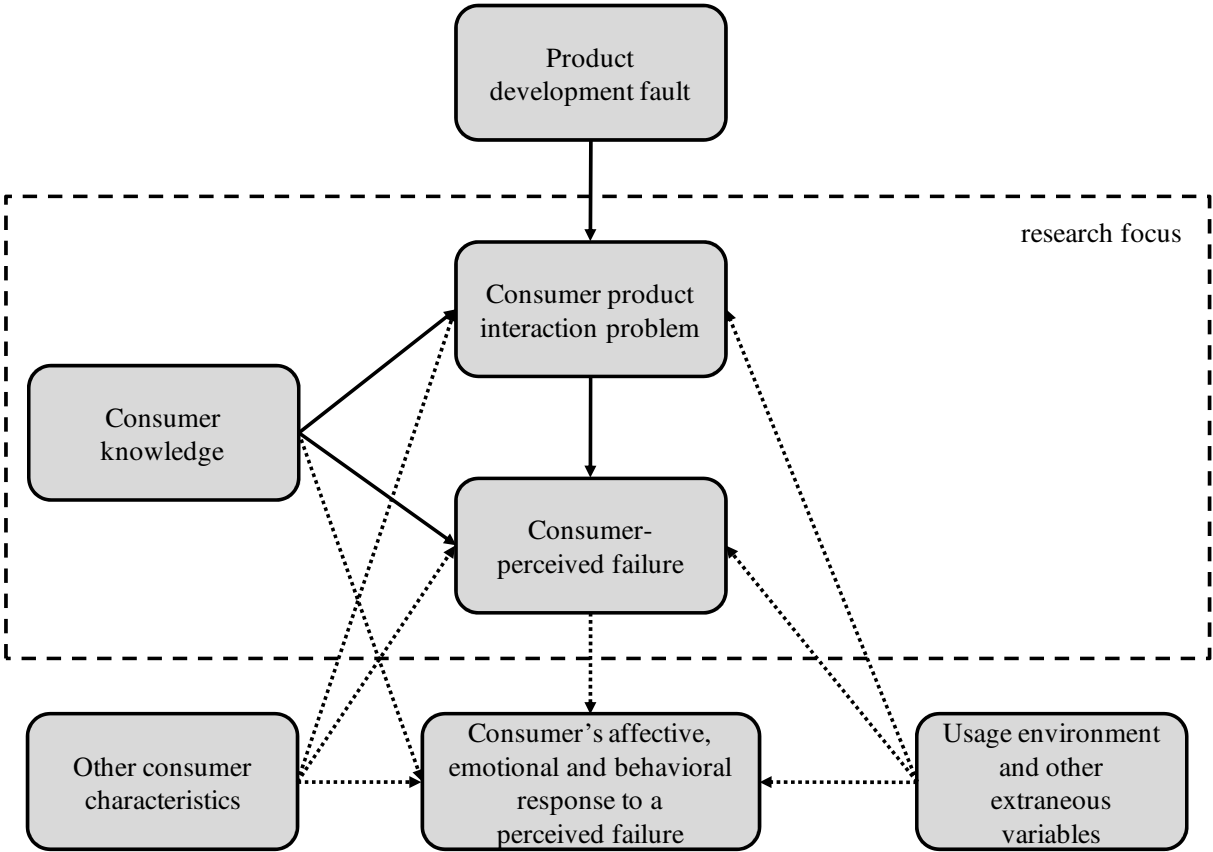 Product
development fault
research focus
Consumer product
interaction problem
Consumer
knowledge
Consumer-
perceived failure
Other consumer
characteristics
Consumer’s affective,
emotional and behavioral
response to a
perceived failure
Usage environment
and other
extraneous
variables